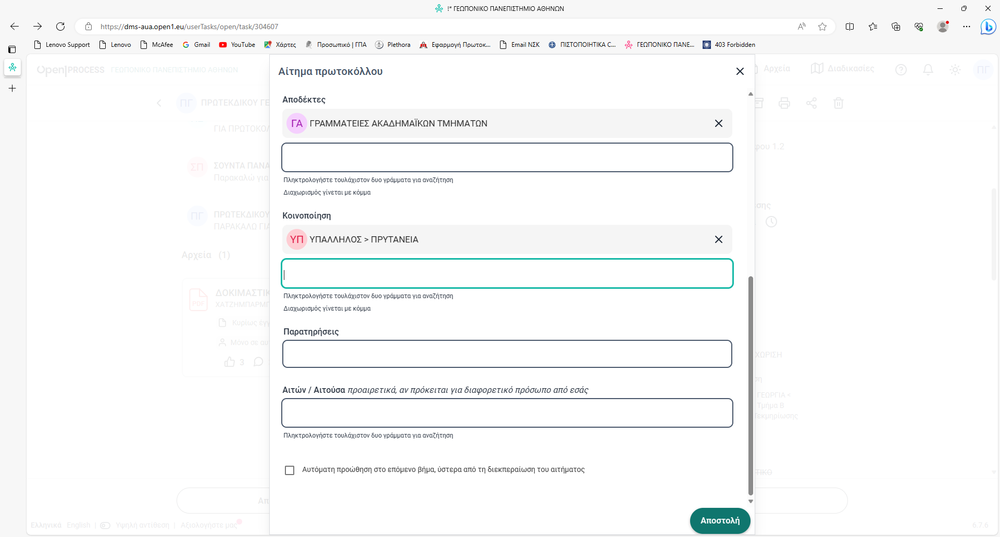 !* ΓΕΩΠΟΝΙΚΟ ΠΑΝΕΠΙΣΤΗΜΙΟ ΑΘΗΝΩΝ
https://dms-aua.open1.eu/userTasks/open/task/304607
Lenovo Support Lenovo McAfee Gmail YouTube Χάρτες Προσωπικό | ΓΠΑ Plethora Εφαρμογή Πρωτοκ... Email ΝΣΚ ΠΙΣΤΟΠΟΙΗΤΙΚΑ C... ΓΕΩΠΟΝΙΚΟ ΠΑΝΕ... 403 Forbidden
Open|PROCESS ΓΕΩΠΟΝΙΚΟ ΠΑΝΕΠΙΣΤΗΜΙΟ ΑΘΗΝΩΝ
Αρχεία Διαδικασίες ΠΓ
ΠΓ ΠΡΩΤΕΚΔΙΚΟΥ ΓΕ
ΓΙΑ ΠΡΩΤΟΚΟΛ
ΣΠ ΣΟΥΝΤΑ ΠΑΝΑ
Παρακαλώ για
ΠΓ ΠΡΩΤΕΚΔΙΚΟΥ
ΠΑΡΑΚΑΛΩ ΓΙΑ
Αρχεία (1)
PDF ΔΟΚΙΜΑΣΤΙΚ
ΧΑΤΖΗΜΠΑΡΜΠ
Κυρίως έγγ
Μόνο σε αυ
3
Αίτημα πρωτοκόλλου
Αποδέκτες
ΓΑ ΓΡΑΜΜΑΤΕΙΕΣ ΑΚΑΔΗΜΑΪΚΩΝ ΤΜΗΜΑΤΩΝ
Πληκτρολογήστε τουλάχιστον δυο γράμματα για αναζήτηση
Διαχωρισμός γίνεται με κόμμα
Κοινοποίηση
ΥΠ ΥΠΑΛΛΗΛΟΣ > ΠΡΥΤΑΝΕΙΑ
Πληκτρολογήστε τουλάχιστον δυο γράμματα για αναζήτηση
Διαχωρισμός γίνεται με κόμμα
Παρατηρήσεις
Αιτών / Αιτούσα προαιρετικά, αν πρόκειται για διαφορετικό πρόσωπο από εσάς
Πληκτρολογήστε τουλάχιστον δυο γράμματα για αναζήτηση
Αυτόματη προώθηση στο επόμενο βήμα, ύστερα από τη διεκπεραίωση του αιτήματος
Αποστολή
φου 1.2
εσης
ΧΩΡΙΣΗ
ση
ΓΕΩΡΓΙΑ <
Τμήμα Β
Τεκμηρίωσης
ΤΙΚΟ
Απ
Ελληνικά English | Υψηλή αντίθεση | Αξιολογήστε μας
6.7.6